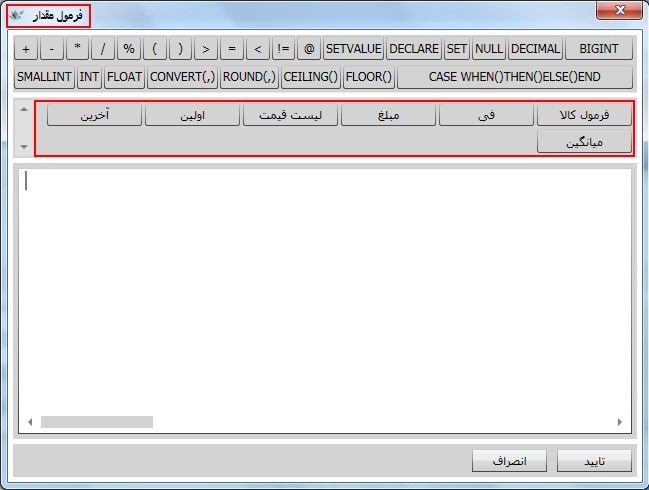 فرمول مقدار
+ - * / % ( ) > = < != @ SETVALUE DECLARE SET NULL DECIMAL BIGINT
SMALLINT INT FLOAT CONVERT(,) ROUND(,) CEILING() FLOOR() CASE WHEN()THEN()ELSE()END
فرمول کالا فی مبلغ لیست قیمت اولین آخرین
میانگین
تایید انصراف